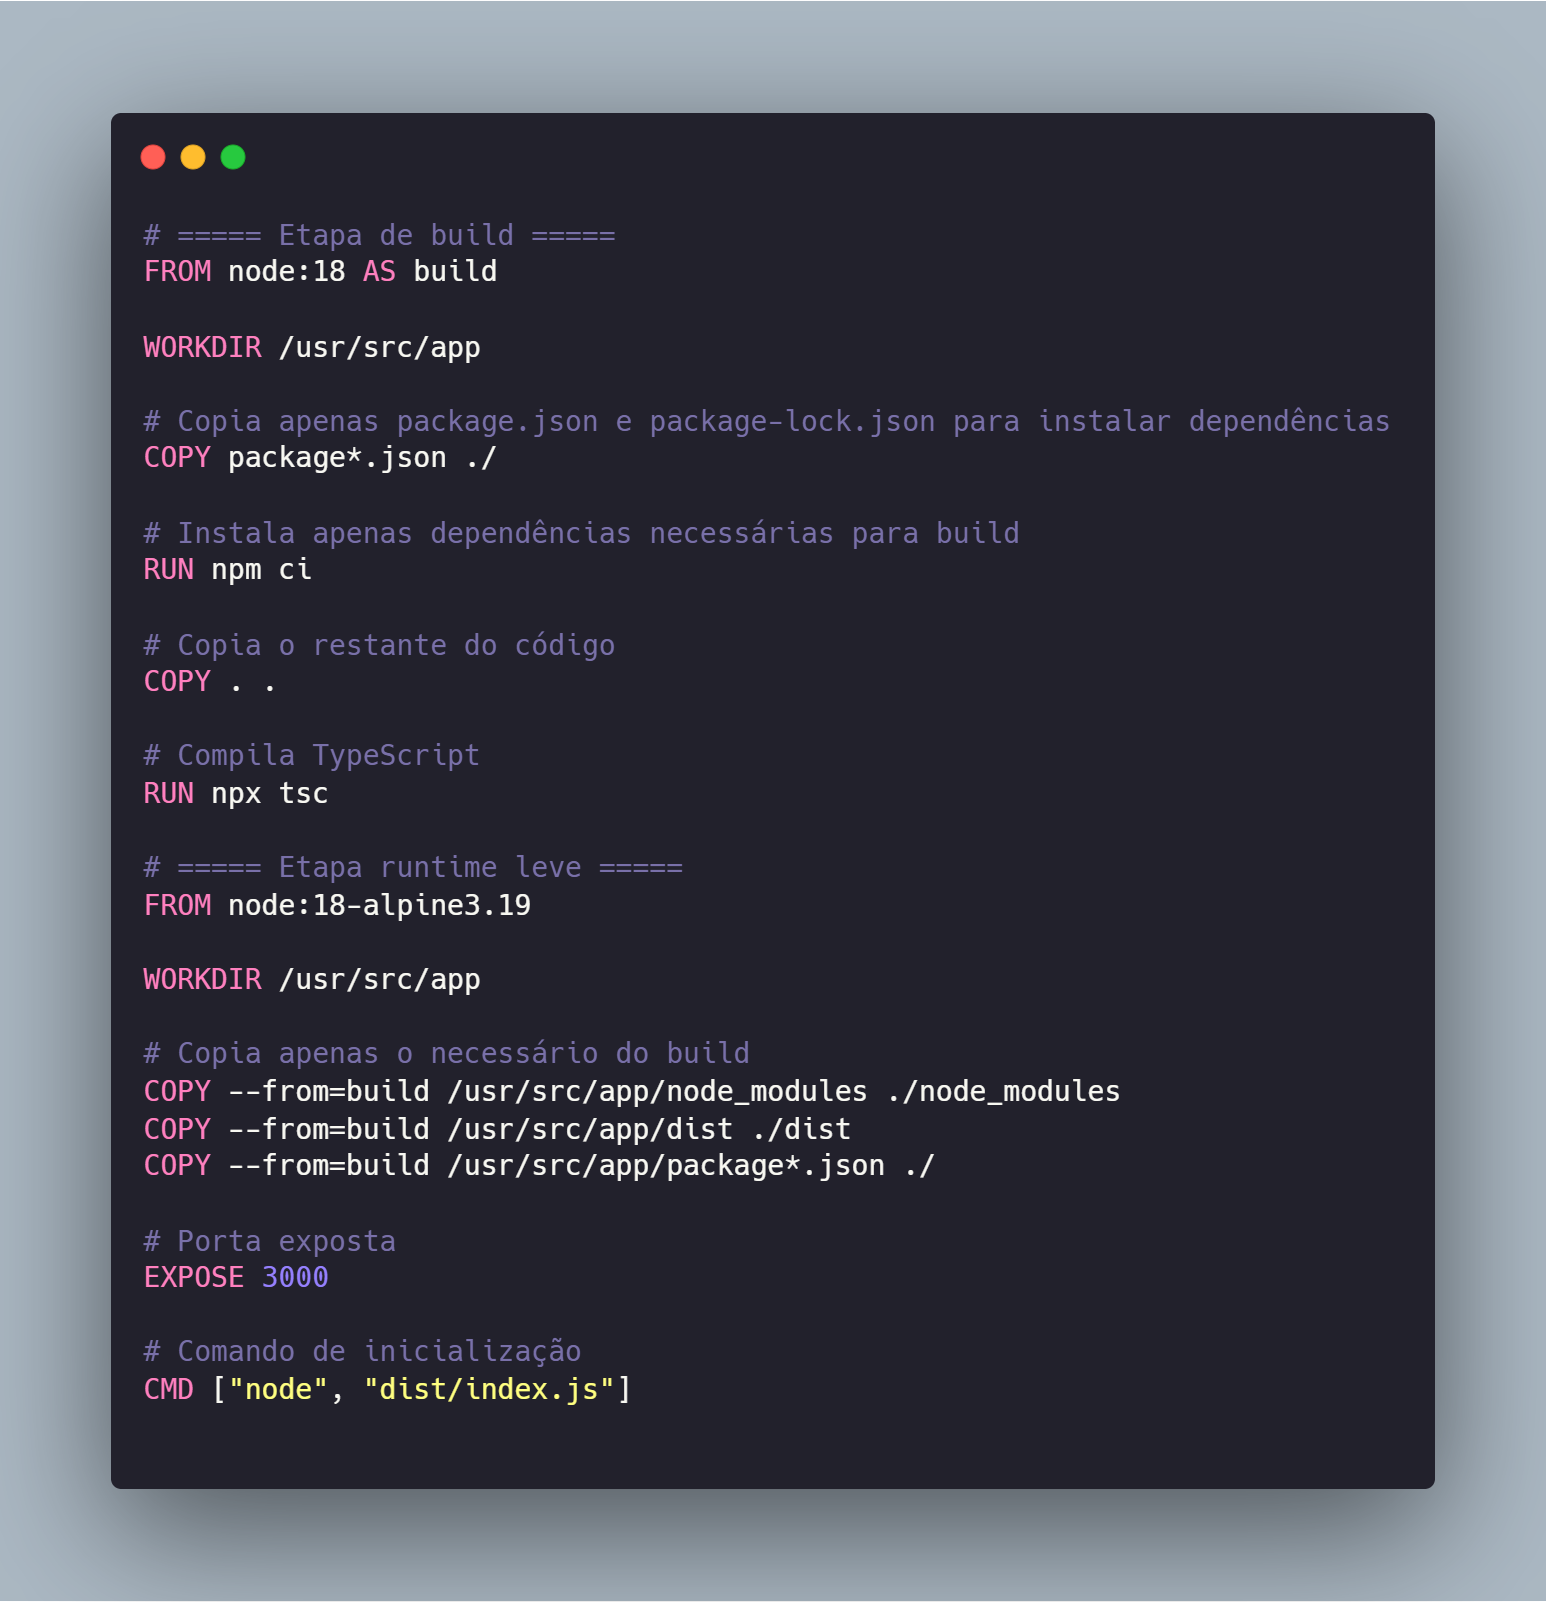 # ===== Etapa de build =====
FROM node:18 AS build
WORKDIR /usr/src/app
# Copia apenas package.json e package-lock.json para instalar dependências
COPY package*.json ./
# Instala apenas dependências necessárias para build
RUN npm ci
# Copia o restante do código
COPY . .
# Compila TypeScript
RUN npx tsc
# ===== Etapa runtime leve =====
FROM node:18-alpine3.19
WORKDIR /usr/src/app
# Copia apenas o necessário do build
COPY --from=build /usr/src/app/node_modules ./node_modules
COPY --from=build /usr/src/app/dist ./dist
COPY --from=build /usr/src/app/package*.json ./
# Porta exposta
EXPOSE 3000
# Comando de inicialização
CMD ["node", "dist/index.js"]